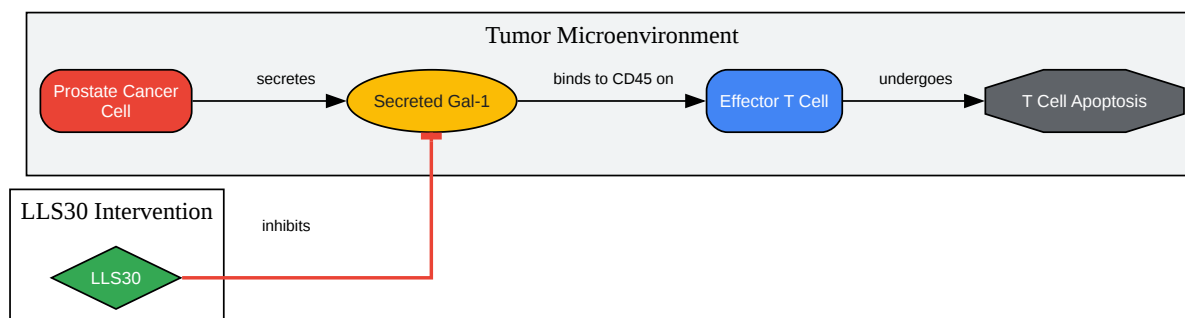 Tumor Microenvironment
Prostate Cancer
Cell
secretes
Secreted Gal-1
binds to CD45 on
Effector T Cell
undergoes
T Cell Apoptosis
LLS30 Intervention
inhibits
LLS30